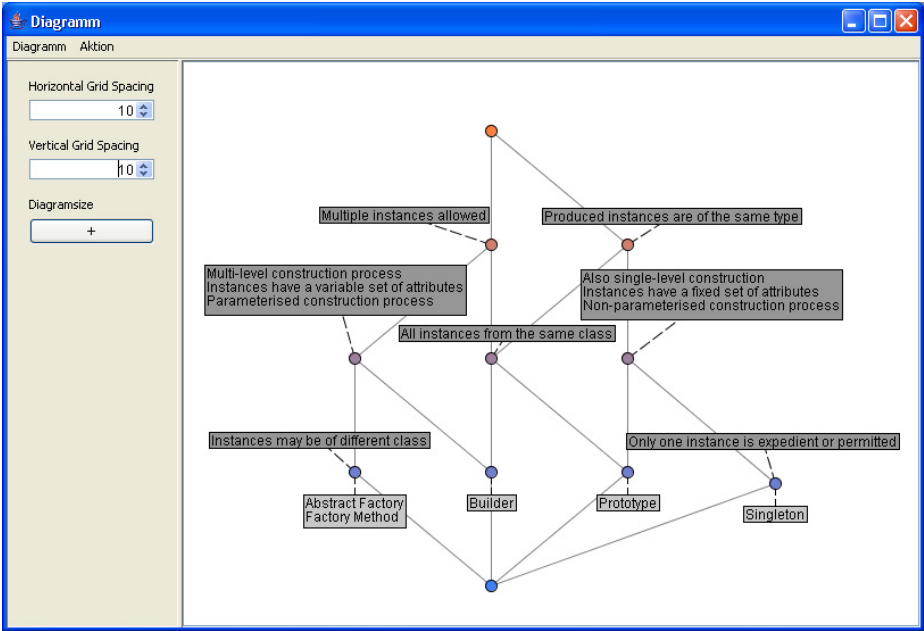 Diagramm
Diagramm Aktion
Horizontal Grid Spacing
10
Vertical Grid Spacing
10
Diagramsize
+
Multiple instances allowed
Produced instances are of the same type
Multi-level construction process
Instances have a variable set of attributes
Parameterised construction process
Also single-level construction
Instances have a fixed set of attributes
Non-parameterised construction process
All instances from the same class
Instances may be of different class
Only one instance is expedient or permitted
Abstract Factory
Factory Method
Builder
Prototype
Singleton